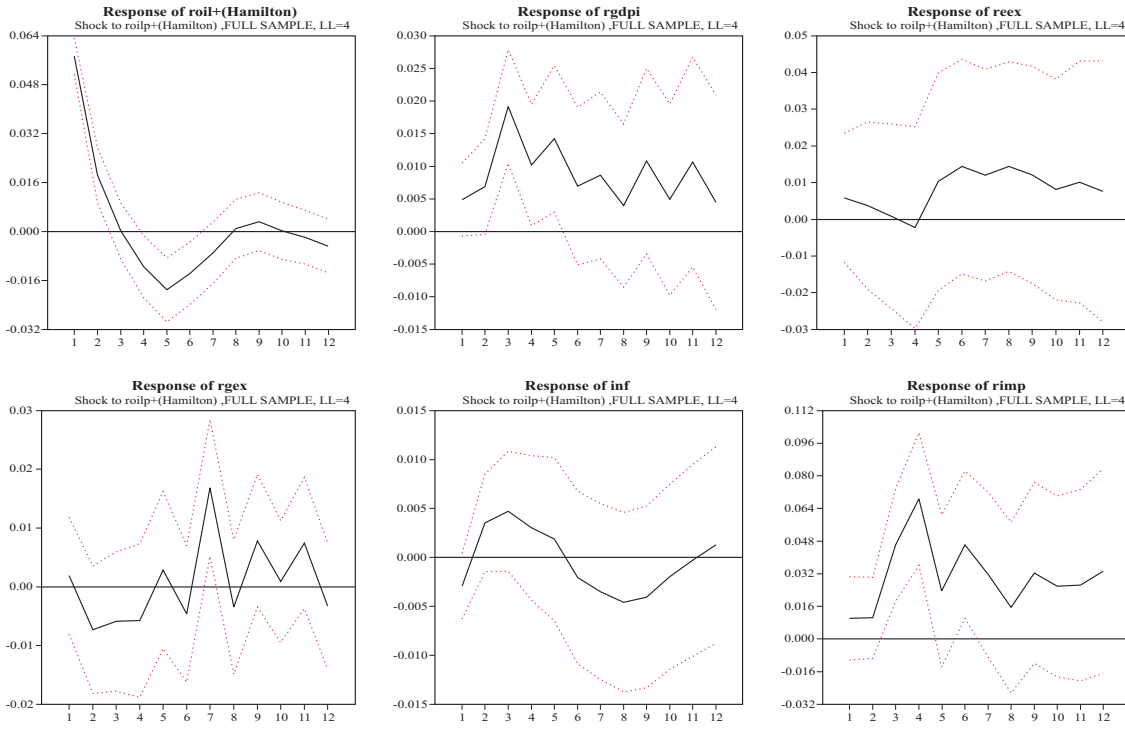 Response of roil+(Hamilton)
Shock to roilp+(Hamilton) ,FULL SAMPLE, LL=4
0.064
0.048
0.032
0.016
0.000
-0.016
-0.032
1 2 3 4 5 6 7 8 9 10 11 12
Response of rgdpi
Shock to roilp+(Hamilton) ,FULL SAMPLE, LL=4
0.030
0.025
0.020
0.015
0.010
0.005
0.000
-0.005
-0.010
-0.015
1 2 3 4 5 6 7 8 9 10 11 12
Response of reex
Shock to roilp+(Hamilton) ,FULL SAMPLE, LL=4
0.05
0.04
0.03
0.02
0.01
0.00
-0.01
-0.02
-0.03
1 2 3 4 5 6 7 8 9 10 11 12
Response of rgex
Shock to roilp+(Hamilton) ,FULL SAMPLE, LL=4
0.03
0.02
0.01
0.00
-0.01
-0.02
1 2 3 4 5 6 7 8 9 10 11 12
Response of inf
Shock to roilp+(Hamilton) ,FULL SAMPLE, LL=4
0.015
0.010
0.005
0.000
-0.005
-0.010
-0.015
1 2 3 4 5 6 7 8 9 10 11 12
Response of rimp
Shock to roilp+(Hamilton) ,FULL SAMPLE, LL=4
0.112
0.096
0.080
0.064
0.048
0.032
0.016
0.000
-0.016
-0.032
1 2 3 4 5 6 7 8 9 10 11 12